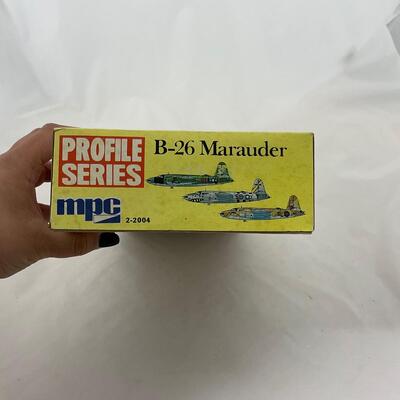 PROFILE
SERIES
B-26 Marauder
mpc
2-2004